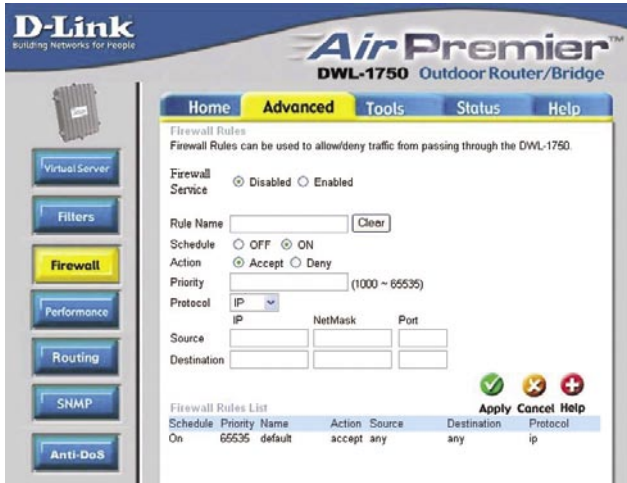 D-Link
Building Networks for People
Air Premier™
DWL-1750 Outdoor Router/Bridge
Home Advanced Tools Status Help
Virtual Server
Filters
Firewall
Performance
Routing
SNMP
Anti-DoS
Firewall Rules
Firewall Rules can be used to allow/deny traffic from passing through the DWL-1750.
Firewall Service Disabled Enabled
Rule Name Clear
Schedule OFF ON
Action Accept Deny
Priority (1000 ~ 65535)
Protocol IP
IP NetMask Port
Source
Destination
Apply Cancel Help
Firewall Rules List
Schedule Priority Name Action Source Destination Protocol
On 65535 default accept any any ip